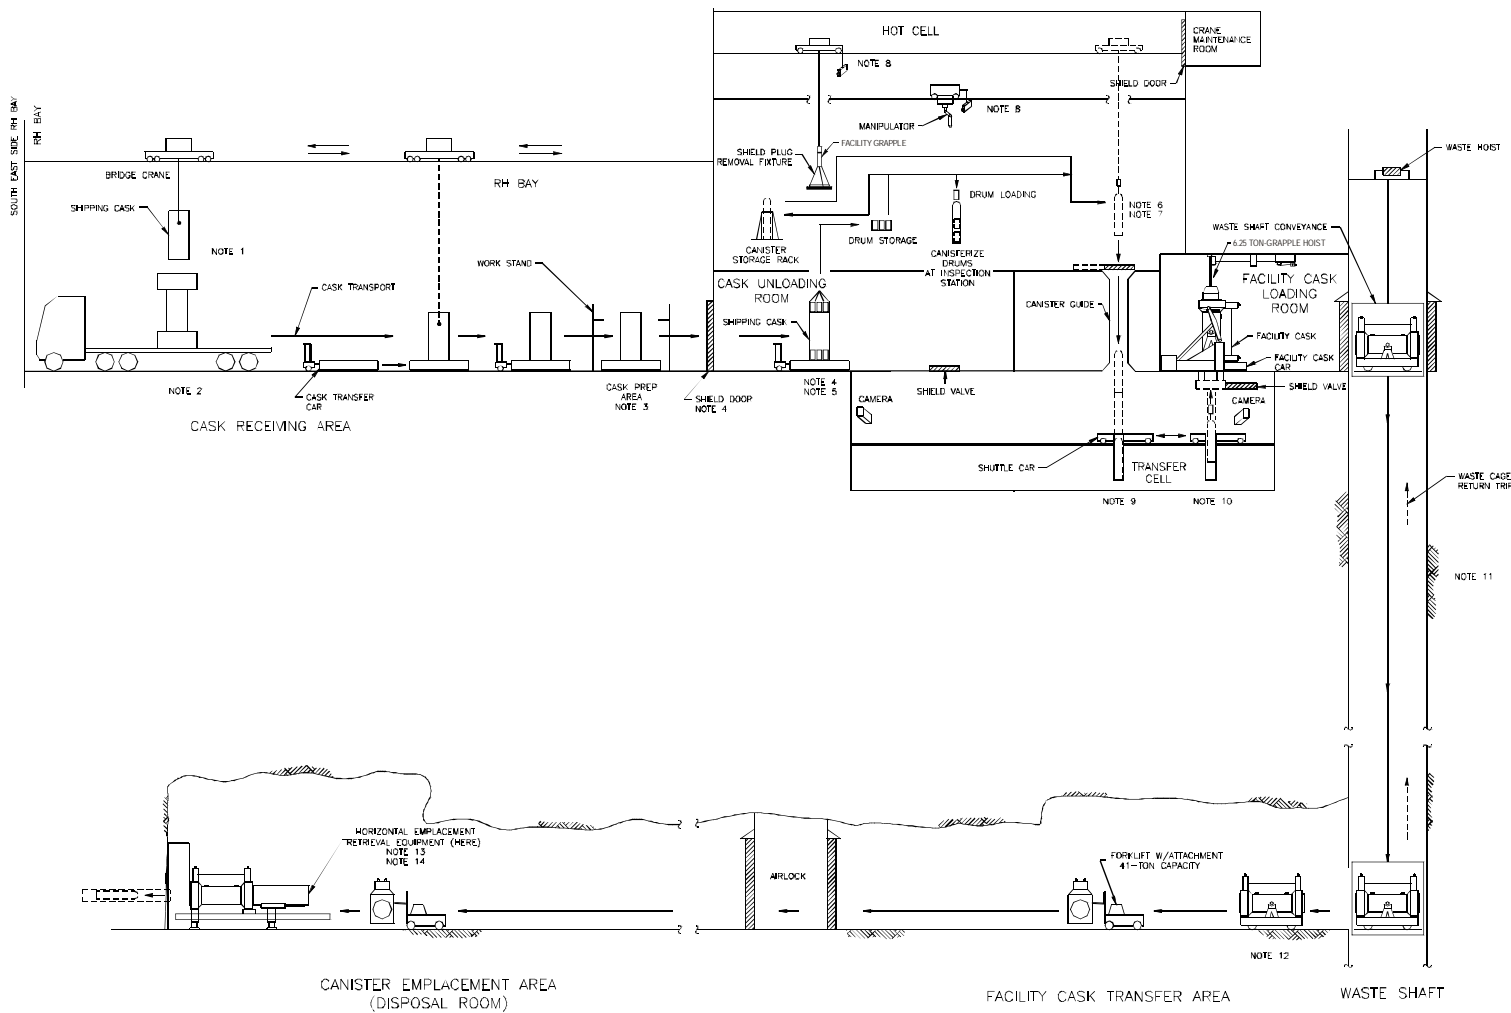 HOT CELL
CRANE
MAINTENANCE
ROOM
NOTE 8
SHIELD DOOR
NOTE 8
MANIPULATOR
SOUTH EAST SIDE RH BAY
RH BAY
BRIDGE CRANE
RH BAY
SHIPPING CASK
NOTE 1
SHIELD PLUG
REMOVAL FIXTURE
FACILITY GRAPPLE
DRUM LOADING
NOTE 6
NOTE 7
WASTE HOIST
CANISTER
STORAGE RACK
DRUM STORAGE
CANISTERIZE
DRUMS
AT INSPECTION
STATION
WASTE SHAFT CONVEYANCE
6.25 TON-GRAPPLE HOIST
WORK STAND
CASK TRANSPORT
CASK UNLOADING
ROOM
SHIPPING CASK
CANISTER GUIDE
FACILITY CASK
LOADING
ROOM
FACILITY CASK
FACILITY CASK
CAR
NOTE 2
CASK TRANSFER
CAR
CASK PREP
AREA
NOTE 3
SHIELD DOOP
NOTE 4
NOTE 4
NOTE 5
SHIELD VALVE
SHIELD VALVE
CAMERA
CAMERA
CASK RECEIVING AREA
SHUTTLE CAR
TRANSFER
CELL
NOTE 9
NOTE 10
WASTE CAGE
RETURN TRIP
NOTE 11
HORIZONTAL EMPLACEMENT
RETRIEVAL EQUIPMENT (HERE)
NOTE 13
NOTE 14
AIRLOCK
FORKLIFT W/ATTACHMENT
41-TON CAPACITY
NOTE 12
CANISTER EMPLACEMENT AREA
(DISPOSAL ROOM)
FACILITY CASK TRANSFER AREA
WASTE SHAFT